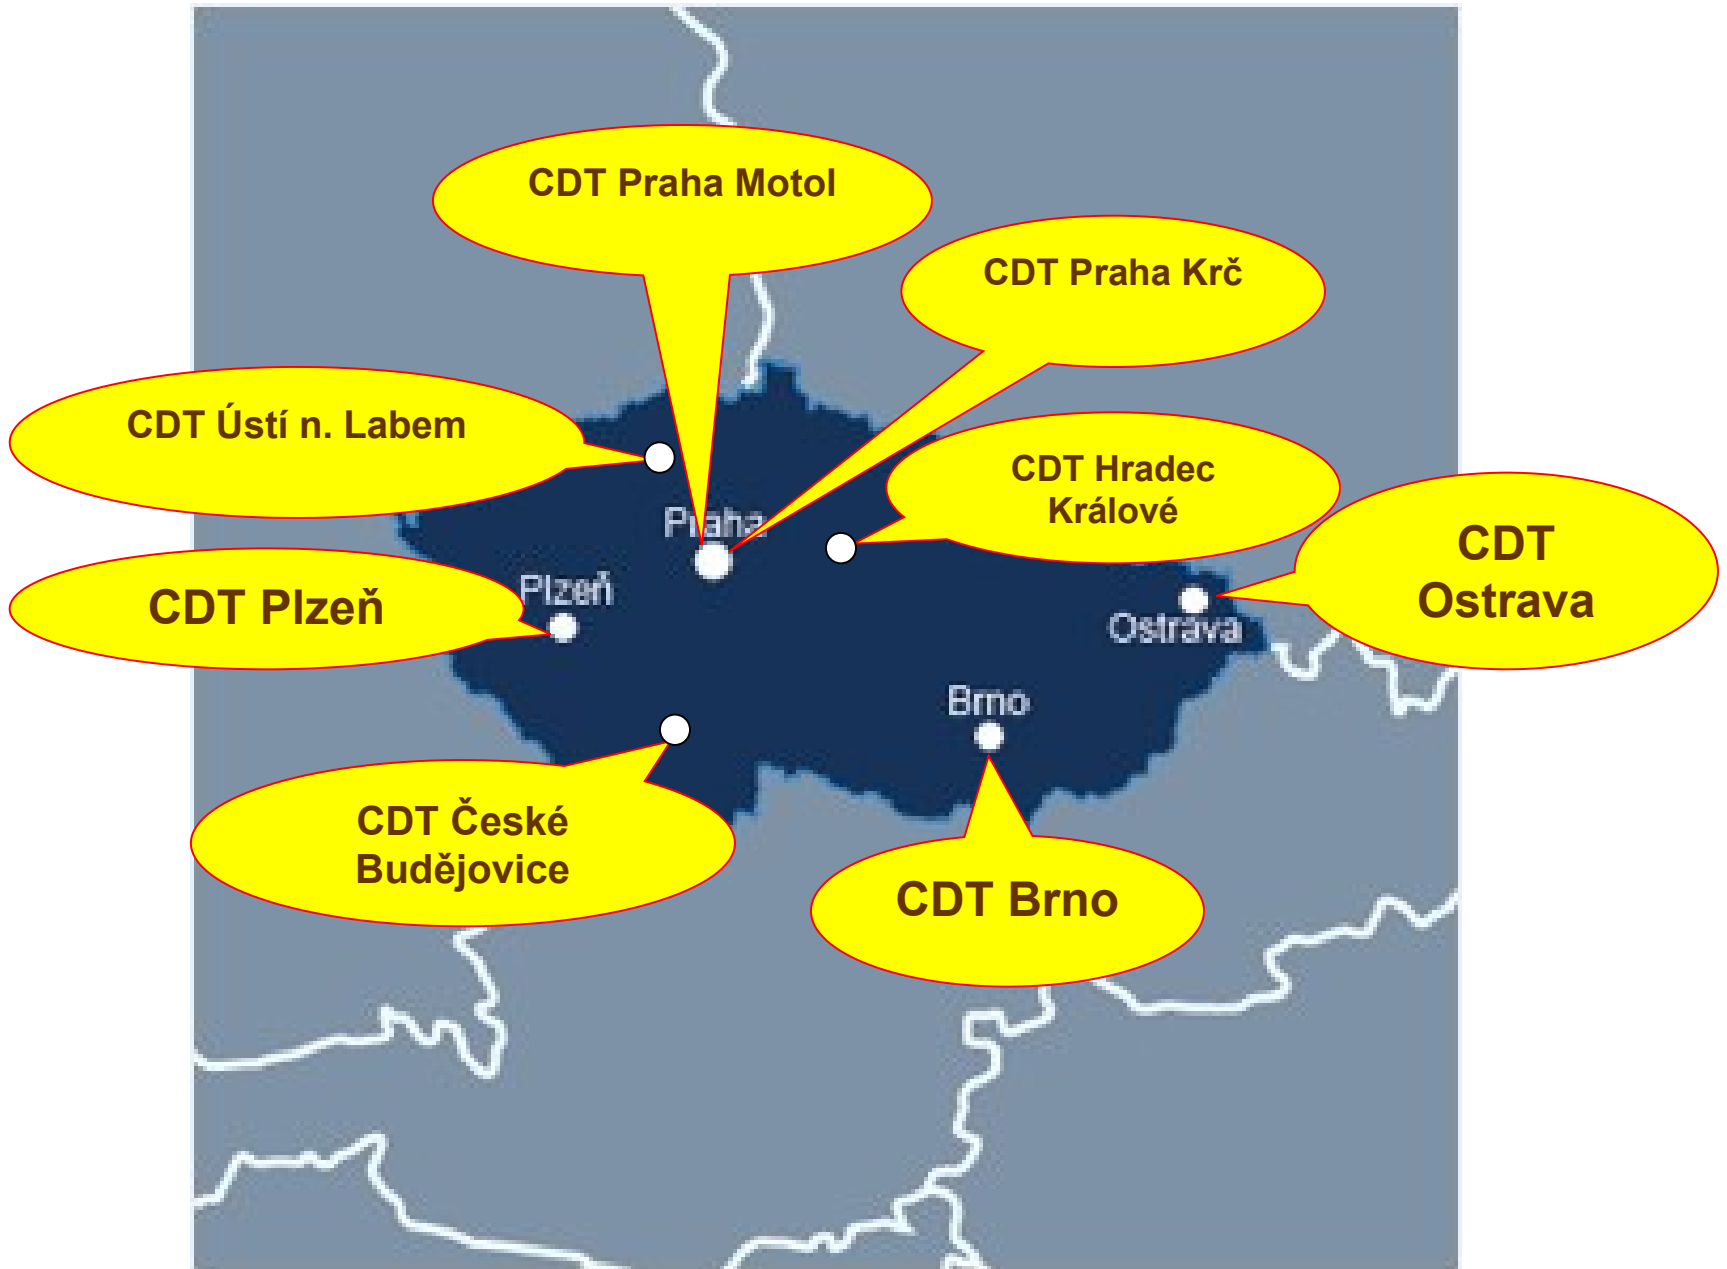 CDT Praha Motol
CDT Praha Krč
CDT Ústí n. Labem
CDT Hradec
Králové
Praha
CDT
Ostrava
CDT Plzeň
Plzeň
Ostrava
Brno
CDT České
Budějovice
CDT Brno